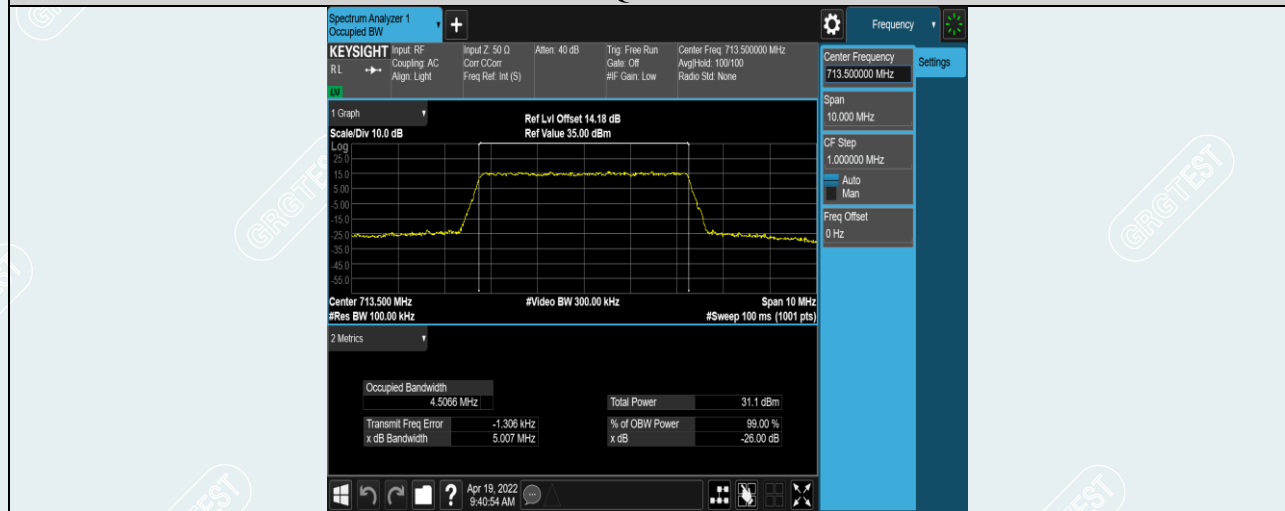 Spectrum Analyzer 1
Occupied BW
+
Frequency
KEYSIGHT
RL
LXI
Input: RF
Coupling: AC
Align: Light
Input Z: 50 Ω
Corr CCorr
Freq Ref: Int (S)
Atten: 40 dB
Trig: Free Run
Gate: Off
#IF Gain: Low
Center Freq: 713.500000 MHz
Avg|Hold: 100/100
Radio Std: None
Center Frequency
713.500000 MHz
Settings
Span
10.000 MHz
CF Step
1.000000 MHz
Auto
Man
Freq Offset
0 Hz
1 Graph
Scale/Div 10.0 dB
Ref Lvl Offset 14.18 dB
Ref Value 35.00 dBm
Log
25.0
15.0
5.00
-5.00
-15.0
-25.0
-35.0
-45.0
-55.0
Center 713.500 MHz
#Video BW 300.00 kHz
Span 10 MHz
#Res BW 100.00 kHz
#Sweep 100 ms (1001 pts)
2 Metrics
Occupied Bandwidth
4.5066 MHz
Total Power 31.1 dBm
Transmit Freq Error -1.306 kHz
% of OBW Power 99.00 %
x dB Bandwidth 5.007 MHz
x dB -26.00 dB
?
Apr 19, 2022
9:40:54 AM
GRGTEST
GRGTEST
GRGTEST